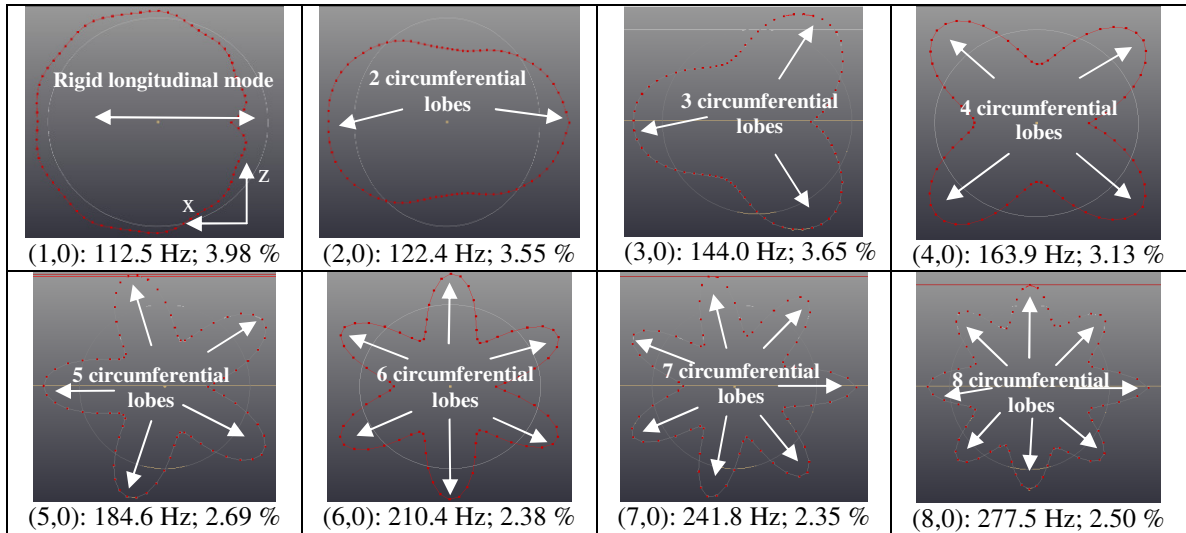 Rigid longitudinal mode
Z
X
(1,0): 112.5 Hz; 3.98 %
2 circumferential
lobes
(2,0): 122.4 Hz; 3.55 %
3 circumferential
lobes
(3,0): 144.0 Hz; 3.65 %
4 circumferential
lobes
(4,0): 163.9 Hz; 3.13 %
5 circumferential
lobes
(5,0): 184.6 Hz; 2.69 %
6 circumferential
lobes
(6,0): 210.4 Hz; 2.38 %
7 circumferential
lobes
(7,0): 241.8 Hz; 2.35 %
8 circumferential
lobes
(8,0): 277.5 Hz; 2.50 %